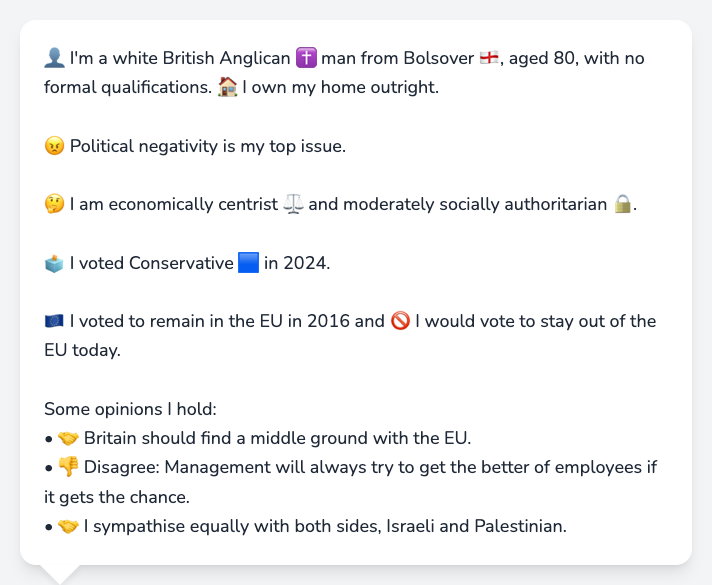 👤 I'm a white British Anglican ✝️ man from Bolsover 🏴󠁧󠁢󠁥󠁮󠁧󠁿, aged 80, with no
formal qualifications. 🏠 I own my home outright.
😠 Political negativity is my top issue.
🤔 I am economically centrist ⚖️ and moderately socially authoritarian 🔒.
🗳️ I voted Conservative 🟦 in 2024.
🇪🇺 I voted to remain in the EU in 2016 and 🚫 I would vote to stay out of the
EU today.
Some opinions I hold:
• 🤝 Britain should find a middle ground with the EU.
• 👎 Disagree: Management will always try to get the better of employees if
it gets the chance.
• 🤝 I sympathise equally with both sides, Israeli and Palestinian.